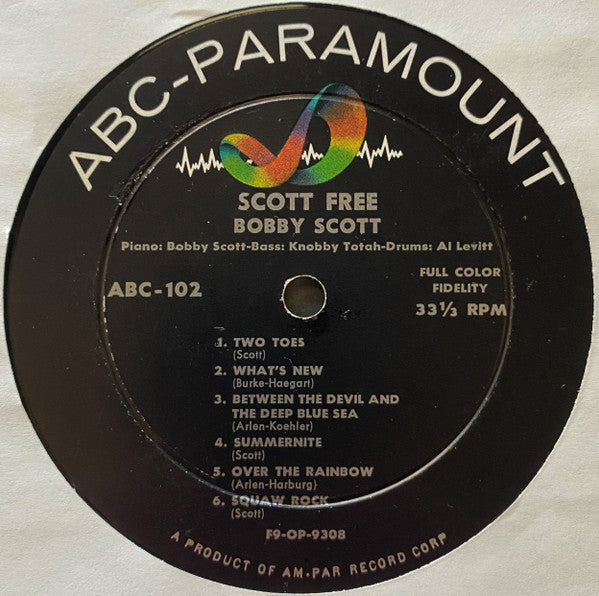 ABC-PARAMOUNT
SCOTT FREE
BOBBY SCOTT
Piano: Bobby Scott-Bass: Knobby Totah-Drums: Al Levitt
ABC-102
FULL COLOR
FIDELITY
33⅓ RPM
1. TWO TOES
(Scott)
2. WHAT'S NEW
(Burke-Haegart)
3. BETWEEN THE DEVIL AND
THE DEEP BLUE SEA
(Arlen-Koehler)
4. SUMMERNITE
(Scott)
5. OVER THE RAINBOW
(Arlen-Harburg)
6. SQUAW ROCK
(Scott)
F9-OP-9308
A PRODUCT OF AM-PAR RECORD CORP